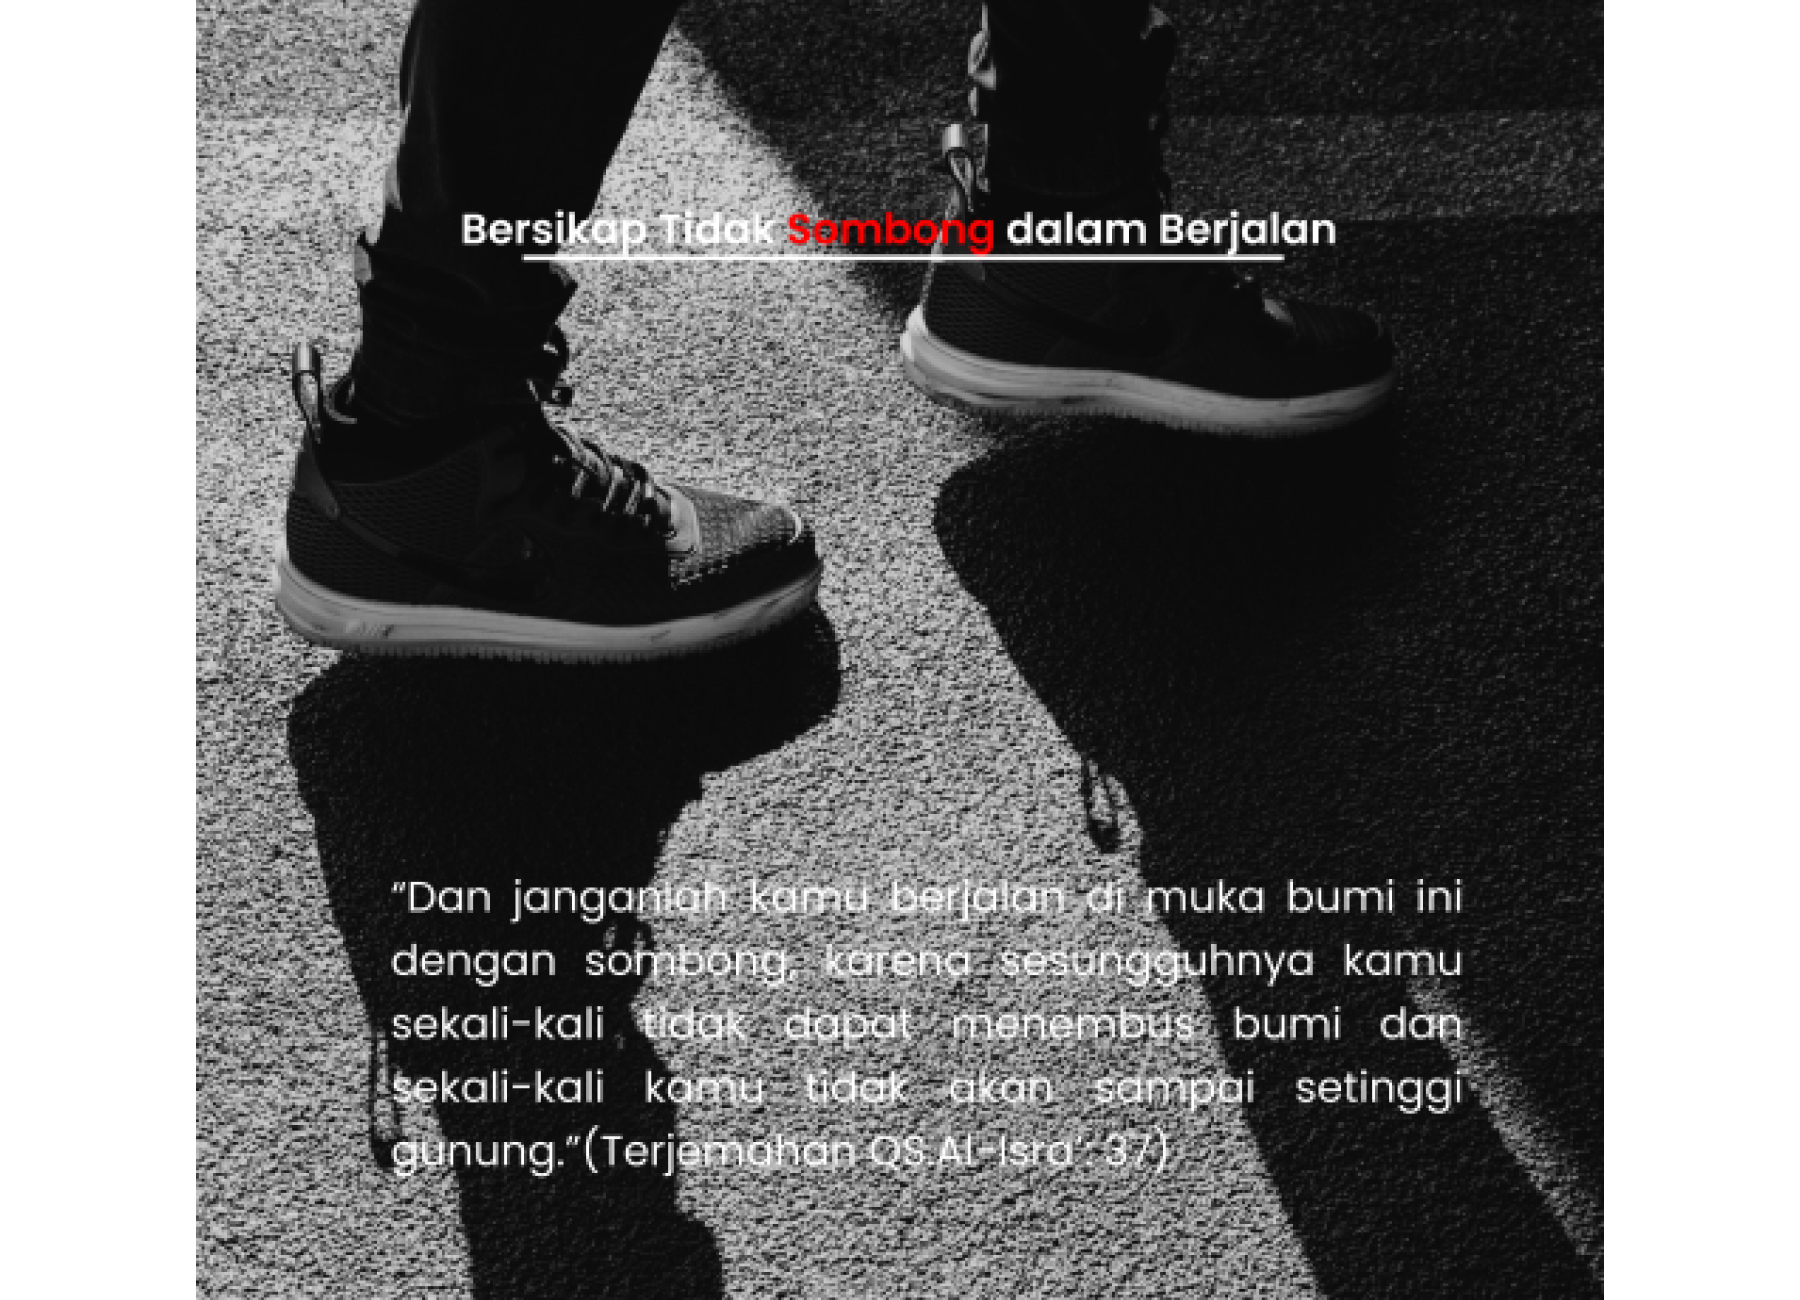 Bersikap Tidak Sombong dalam Berjalan
“Dan janganlah kamu berjalan di muka bumi ini
dengan sombong, karena sesungguhnya kamu
sekali-kali tidak dapat menembus bumi dan
sekali-kali kamu tidak akan sampai setinggi
gunung.”(Terjemahan QS.Al-Isra’: 37)
AIR